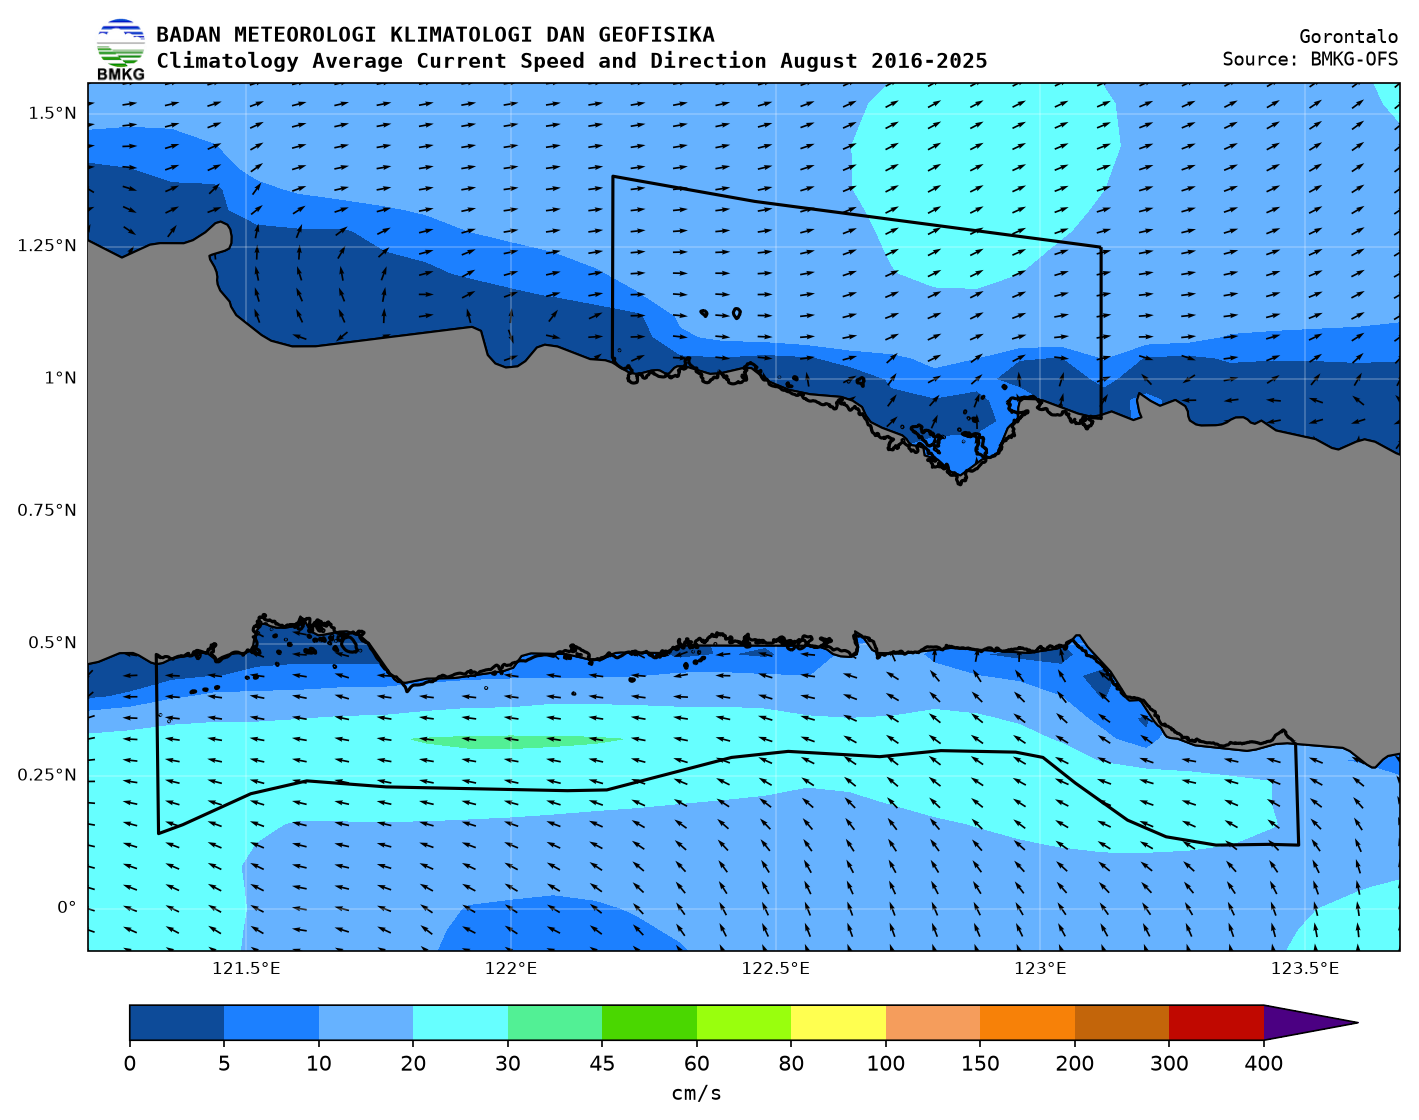 BADAN METEOROLOGI KLIMATOLOGI DAN GEOFISIKA
Climatology Average Current Speed and Direction August 2016-2025
Gorontalo
Source: BMKG-OFS
BMKG
1.5°N
1.25°N
1°N
0.75°N
0.5°N
0.25°N
0°
121.5°E 122°E 122.5°E 123°E 123.5°E
0 5 10 20 30 45 60 80 100 150 200 300 400
cm/s